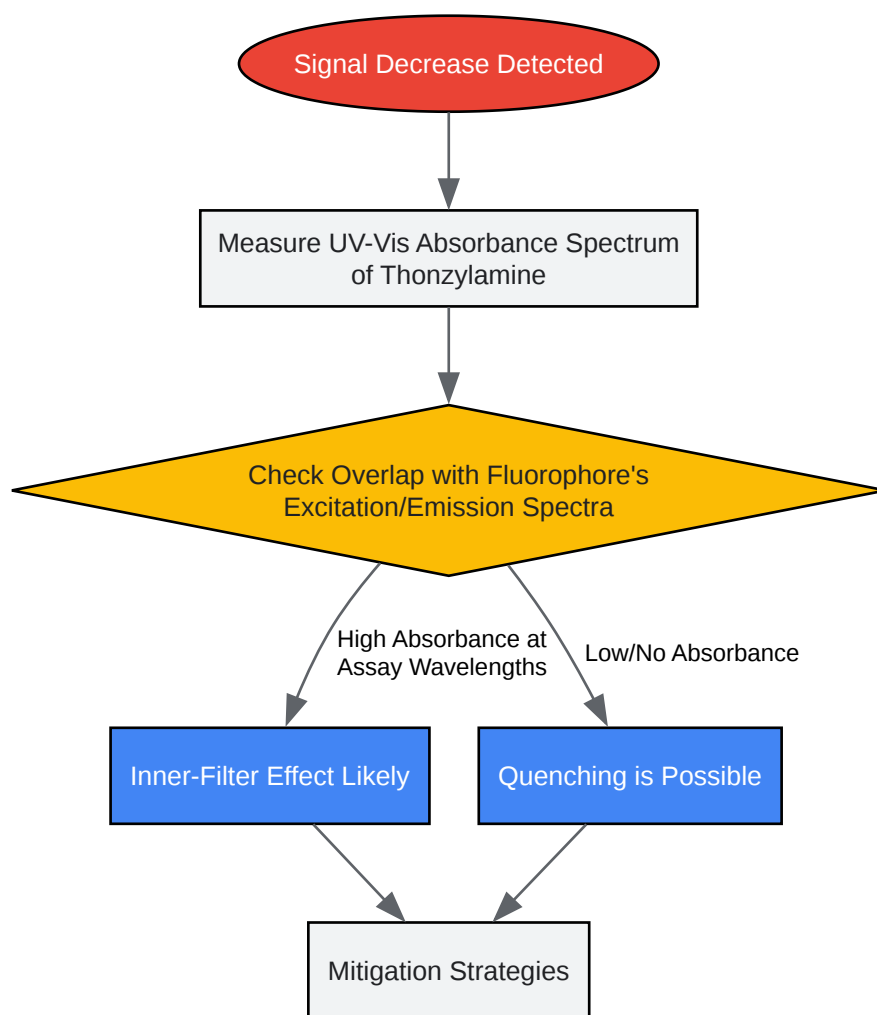 Signal Decrease Detected
Measure UV-Vis Absorbance Spectrum
of Thonzylamine
Check Overlap with Fluorophore's
Excitation/Emission Spectra
High Absorbance at
Assay Wavelengths
Low/No Absorbance
Inner-Filter Effect Likely
Quenching is Possible
Mitigation Strategies